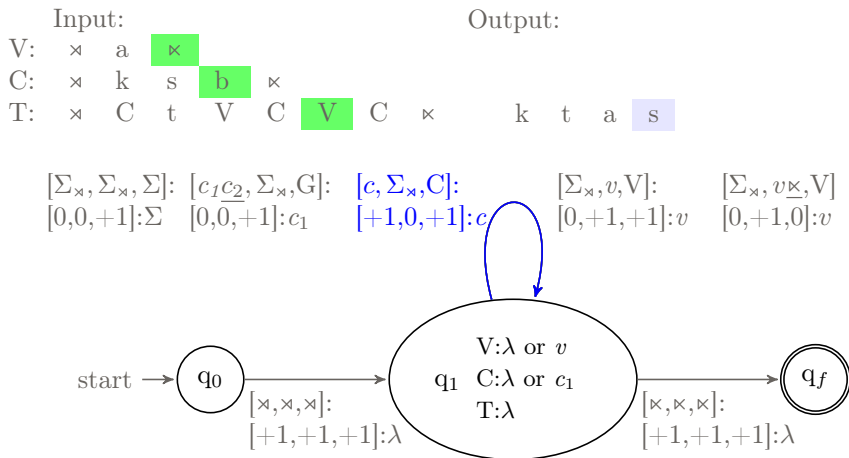 Input: Output:
V: ⋊ a ⋉
C: ⋊ k s b ⋉
T: ⋊ C t V C V C ⋉ k t a s
[Σ⋊, Σ⋊, Σ]: [c₁c₂, Σ⋊,G]: [c, Σ⋊,C]: [Σ⋊, v,V]: [Σ⋊, v⋉,V]
[0,0,+1]:Σ [0,0,+1]:c₁ [+1,0,+1]:c [0,+1,+1]:v [0,+1,0]:v
V:λ or v
start q₀ q₁ C:λ or c₁ q_f
T:λ
[⋊,⋊,⋊]: [⋉,⋉,⋉]:
[+1,+1,+1]:λ [+1,+1,+1]:λ